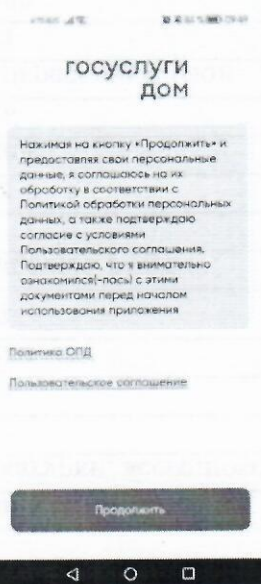 госуслуги
дом
Нажимая на кнопку «Продолжить» и
предоставляя свои персональные
данные, я соглашаюсь на их
обработку в соответствии с
Политикой обработки персональных
данных, а также подтверждаю
согласие с условиями
Пользовательского соглашения.
Подтверждаю, что я внимательно
ознакомился(-лась) с этими
документами перед началом
использования приложения
Политика ОПД
Пользовательское соглашение
Продолжить